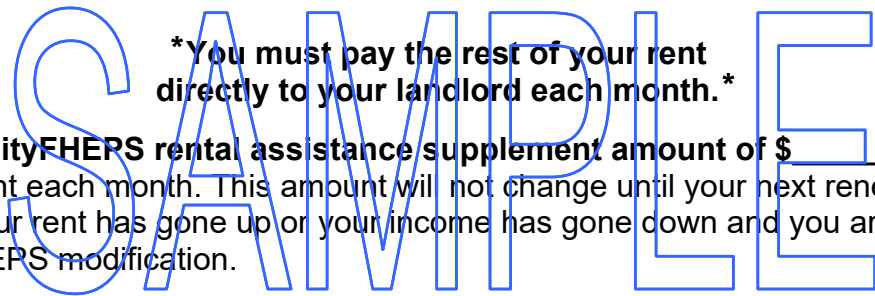 *You must pay the rest of your rent
directly to your landlord each month.*
ityFHEPS rental assistance supplement amount of $______
nt each month. This amount will not change until your next rene
ur rent has gone up or your income has gone down and you ar
EPS modification.
SAMPLE